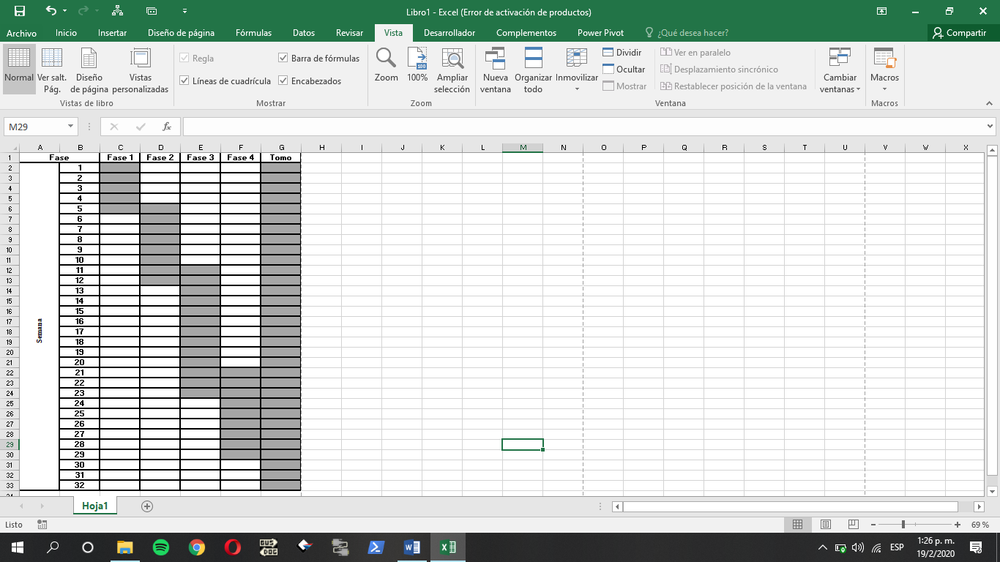 Libro1 - Excel (Error de activación de productos)
Archivo Inicio Insertar Diseño de página Fórmulas Datos Revisar Vista Desarrollador Complementos Power Pivot ¿Qué desea hacer? Compartir
Normal Ver salt. Pág. Diseño de página Vistas personalizadas
Vistas de libro
Regla Barra de fórmulas
Líneas de cuadrícula Encabezados
Mostrar
Zoom 100% Ampliar selección
100
Zoom
Nueva ventana Organizar todo Inmovilizar
Dividir
Ocultar
Mostrar
Ver en paralelo
Desplazamiento sincrónico
Restablecer posición de la ventana
Cambiar ventanas
Ventana
Macros
Macros
M29
fx
A B C D E F G H I J K L M N O P Q R S T U V W X
1 Fase Fase 1 Fase 2 Fase 3 Fase 4 Tomo
Semana
2 1
3 2
4 3
5 4
6 5
7 6
8 7
9 8
10 9
11 10
12 11
13 12
14 13
15 14
16 15
17 16
18 17
19 18
20 19
21 20
22 21
23 22
24 23
25 24
26 25
27 26
28 27
29 28
30 29
31 30
32 31
33 32
Hoja1
Listo
69 %
GUS DOG
ESP
1:26 p. m.
19/2/2020